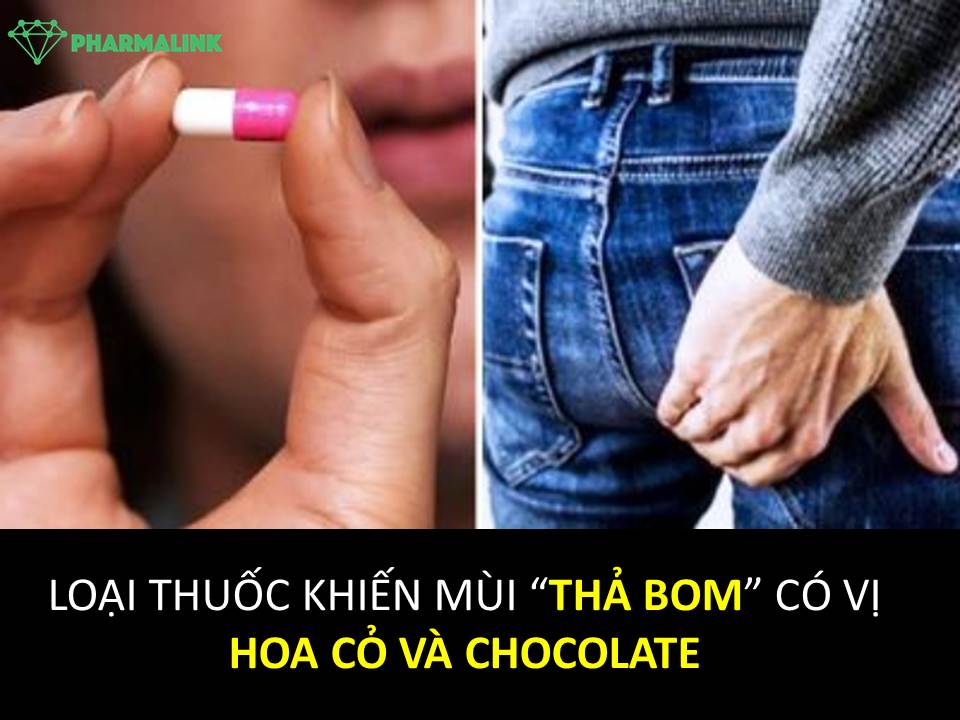 PHARMALINK
LOẠI THUỐC KHIẾN MÙI “THẢ BOM” CÓ VỊ
HOA CỎ VÀ CHOCOLATE